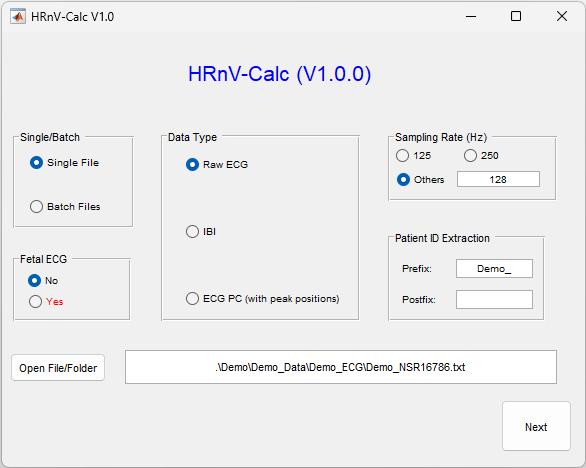 HRnV-Calc V1.0
HRnV-Calc (V1.0.0)
Single/Batch
Single File
Batch Files
Fetal ECG
No
Yes
Data Type
Raw ECG
IBI
ECG PC (with peak positions)
Sampling Rate (Hz)
125 250
Others 128
Patient ID Extraction
Prefix: Demo_
Postfix:
Open File/Folder .\Demo\Demo_Data\Demo_ECG\Demo_NSR16786.txt
Next